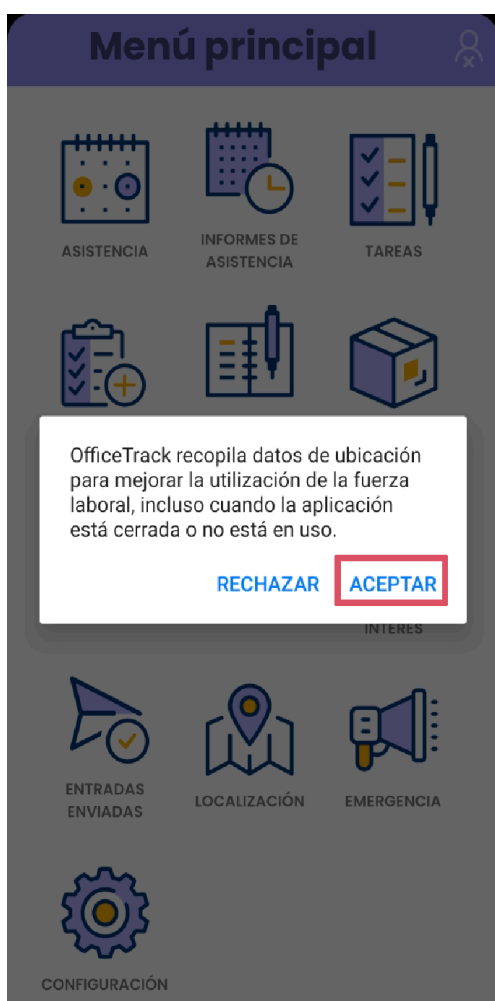 Menú principal
ASISTENCIA
INFORMES DE
ASISTENCIA
TAREAS
OfficeTrack recopila datos de ubicación
para mejorar la utilización de la fuerza
laboral, incluso cuando la aplicación
está cerrada o no está en uso.
RECHAZAR ACEPTAR
INTERÉS
ENTRADAS
ENVIADAS
LOCALIZACIÓN
EMERGENCIA
CONFIGURACIÓN